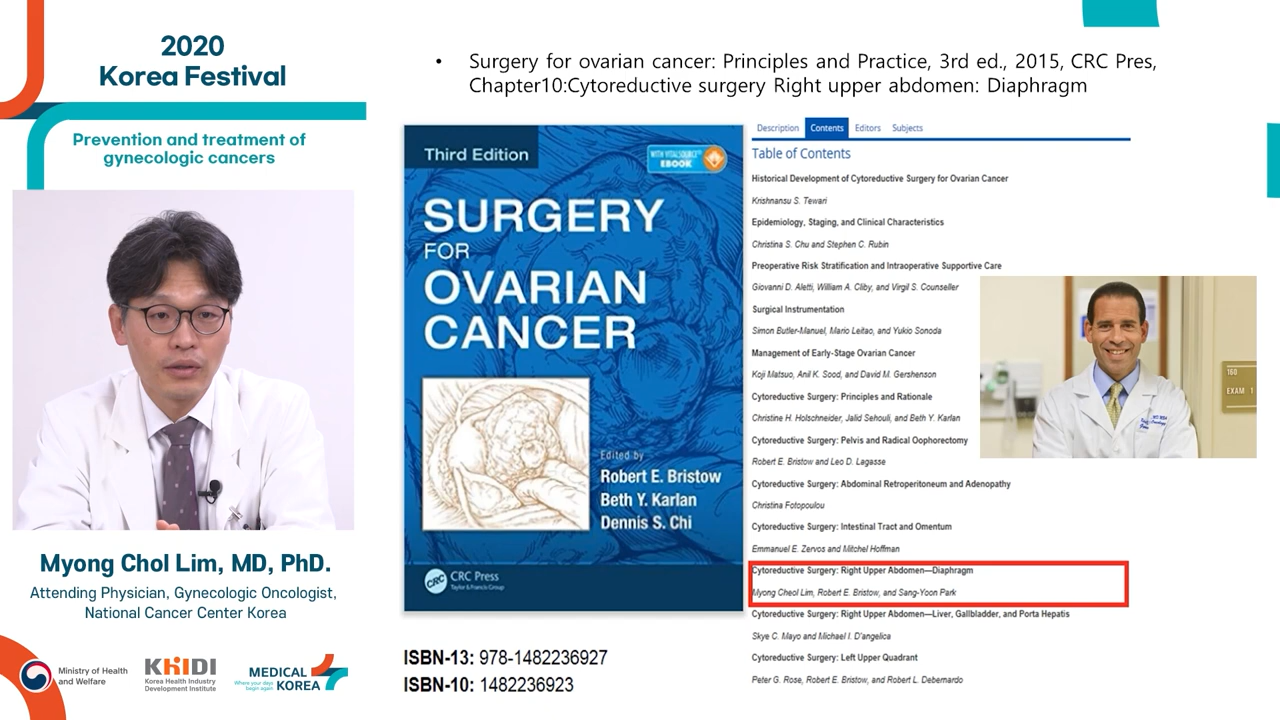 2020
Korea Festival
Prevention and treatment of
gynecologic cancers
Myong Chol Lim, MD, PhD.
Attending Physician, Gynecologic Oncologist,
National Cancer Center Korea
Ministry of Health
and Welfare
KHIDI
Korea Health Industry
Development Institute
MEDICAL
KOREA
Where your days
begin again
• Surgery for ovarian cancer: Principles and Practice, 3rd ed., 2015, CRC Pres,
Chapter10:Cytoreductive surgery Right upper abdomen: Diaphragm
Third Edition
WITH VITALSOURCE®
EBOOK
SURGERY
FOR
OVARIAN
CANCER
Edited by
Robert E. Bristow
Beth Y. Karlan
Dennis S. Chi
CRC
CRC Press
Taylor & Francis Group
ISBN-13: 978-1482236927
ISBN-10: 1482236923
Description Contents Editors Subjects
Table of Contents
Historical Development of Cytoreductive Surgery for Ovarian Cancer
Krishnansu S. Tewari
Epidemiology, Staging, and Clinical Characteristics
Christina S. Chu and Stephen C. Rubin
Preoperative Risk Stratification and Intraoperative Supportive Care
Giovanni D. Aletti, William A. Cliby, and Virgil S. Counseller
Surgical Instrumentation
Simon Butler-Manuel, Mario Leitao, and Yukio Sonoda
Management of Early-Stage Ovarian Cancer
Koji Matsuo, Anil K. Sood, and David M. Gershenson
Cytoreductive Surgery: Principles and Rationale
Christine H. Holschneider, Jalid Sehouli, and Beth Y. Karlan
Cytoreductive Surgery: Pelvis and Radical Oophorectomy
Robert E. Bristow and Leo D. Lagasse
Cytoreductive Surgery: Abdominal Retroperitoneum and Adenopathy
Christina Fotopoulou
Cytoreductive Surgery: Intestinal Tract and Omentum
Emmanuel E. Zervos and Mitchel Hoffman
Cytoreductive Surgery: Right Upper Abdomen—Diaphragm
Myong Cheol Lim, Robert E. Bristow, and Sang-Yoon Park
Cytoreductive Surgery: Right Upper Abdomen—Liver, Gallbladder, and Porta Hepatis
Skye C. Mayo and Michael I. D'angelica
Cytoreductive Surgery: Left Upper Quadrant
Peter G. Rose, Robert E. Bristow, and Robert L. Debernardo
160
EXAM 1